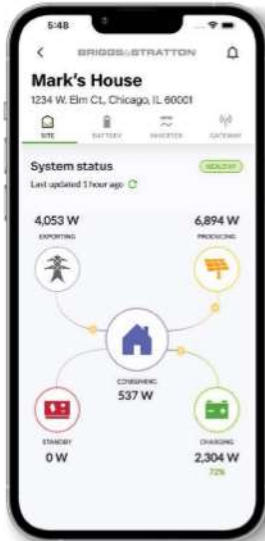 5:48
BRIGGS&STRATTON
Mark's House
1234 W. Elm Ct, Chicago, IL 60001
SITE BATTERY INVERTER GATEWAY
System status HEALTHY
Last updated 1 hour ago
4,053 W 6,894 W
EXPORTING PRODUCING
CONSUMING
537 W
STANDBY CHARGING
0 W 2,304 W
72%